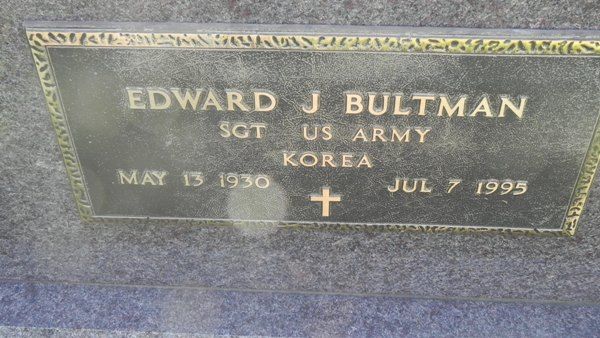 EDWARD J BULTMAN
SGT US ARMY
KOREA
MAY 13 1930 JUL 7 1995